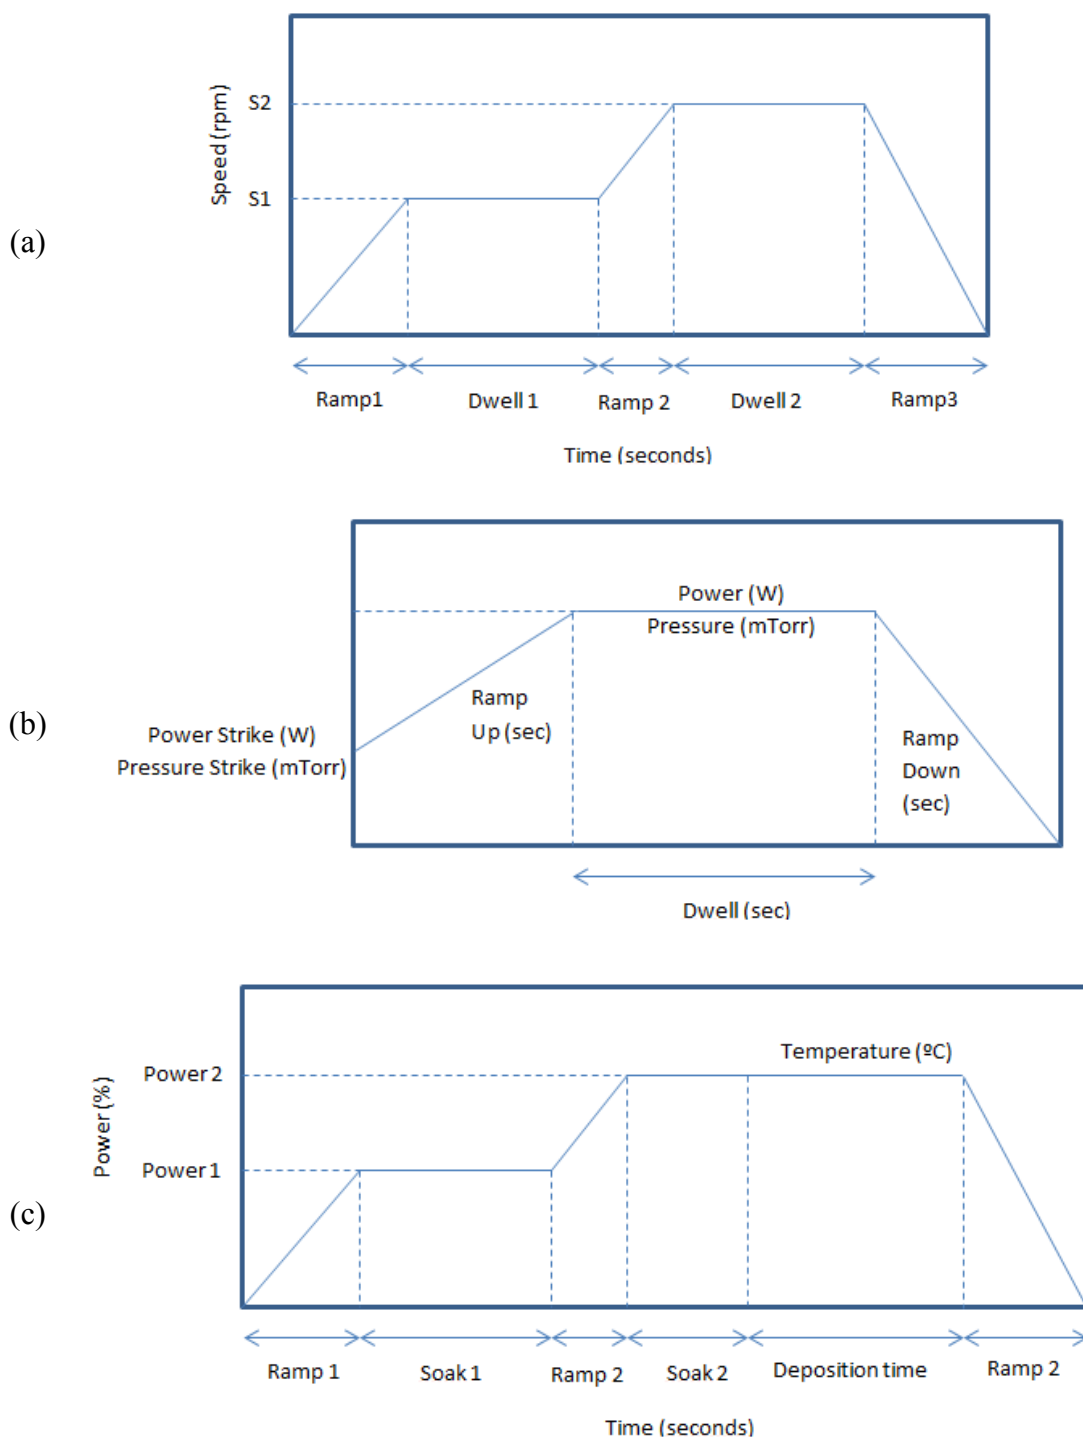 (a)
Speed (rpm)
S2
S1
Ramp1
Dwell 1
Ramp 2
Dwell 2
Ramp3
Time (seconds)
(b)
Power (W)
Pressure (mTorr)
Ramp
Up (sec)
Power Strike (W)
Pressure Strike (mTorr)
Ramp
Down
(sec)
Dwell (sec)
(c)
Power (%)
Temperature (ºC)
Power 2
Power 1
Ramp 1
Soak 1
Ramp 2
Soak 2
Deposition time
Ramp 2
Time (seconds)